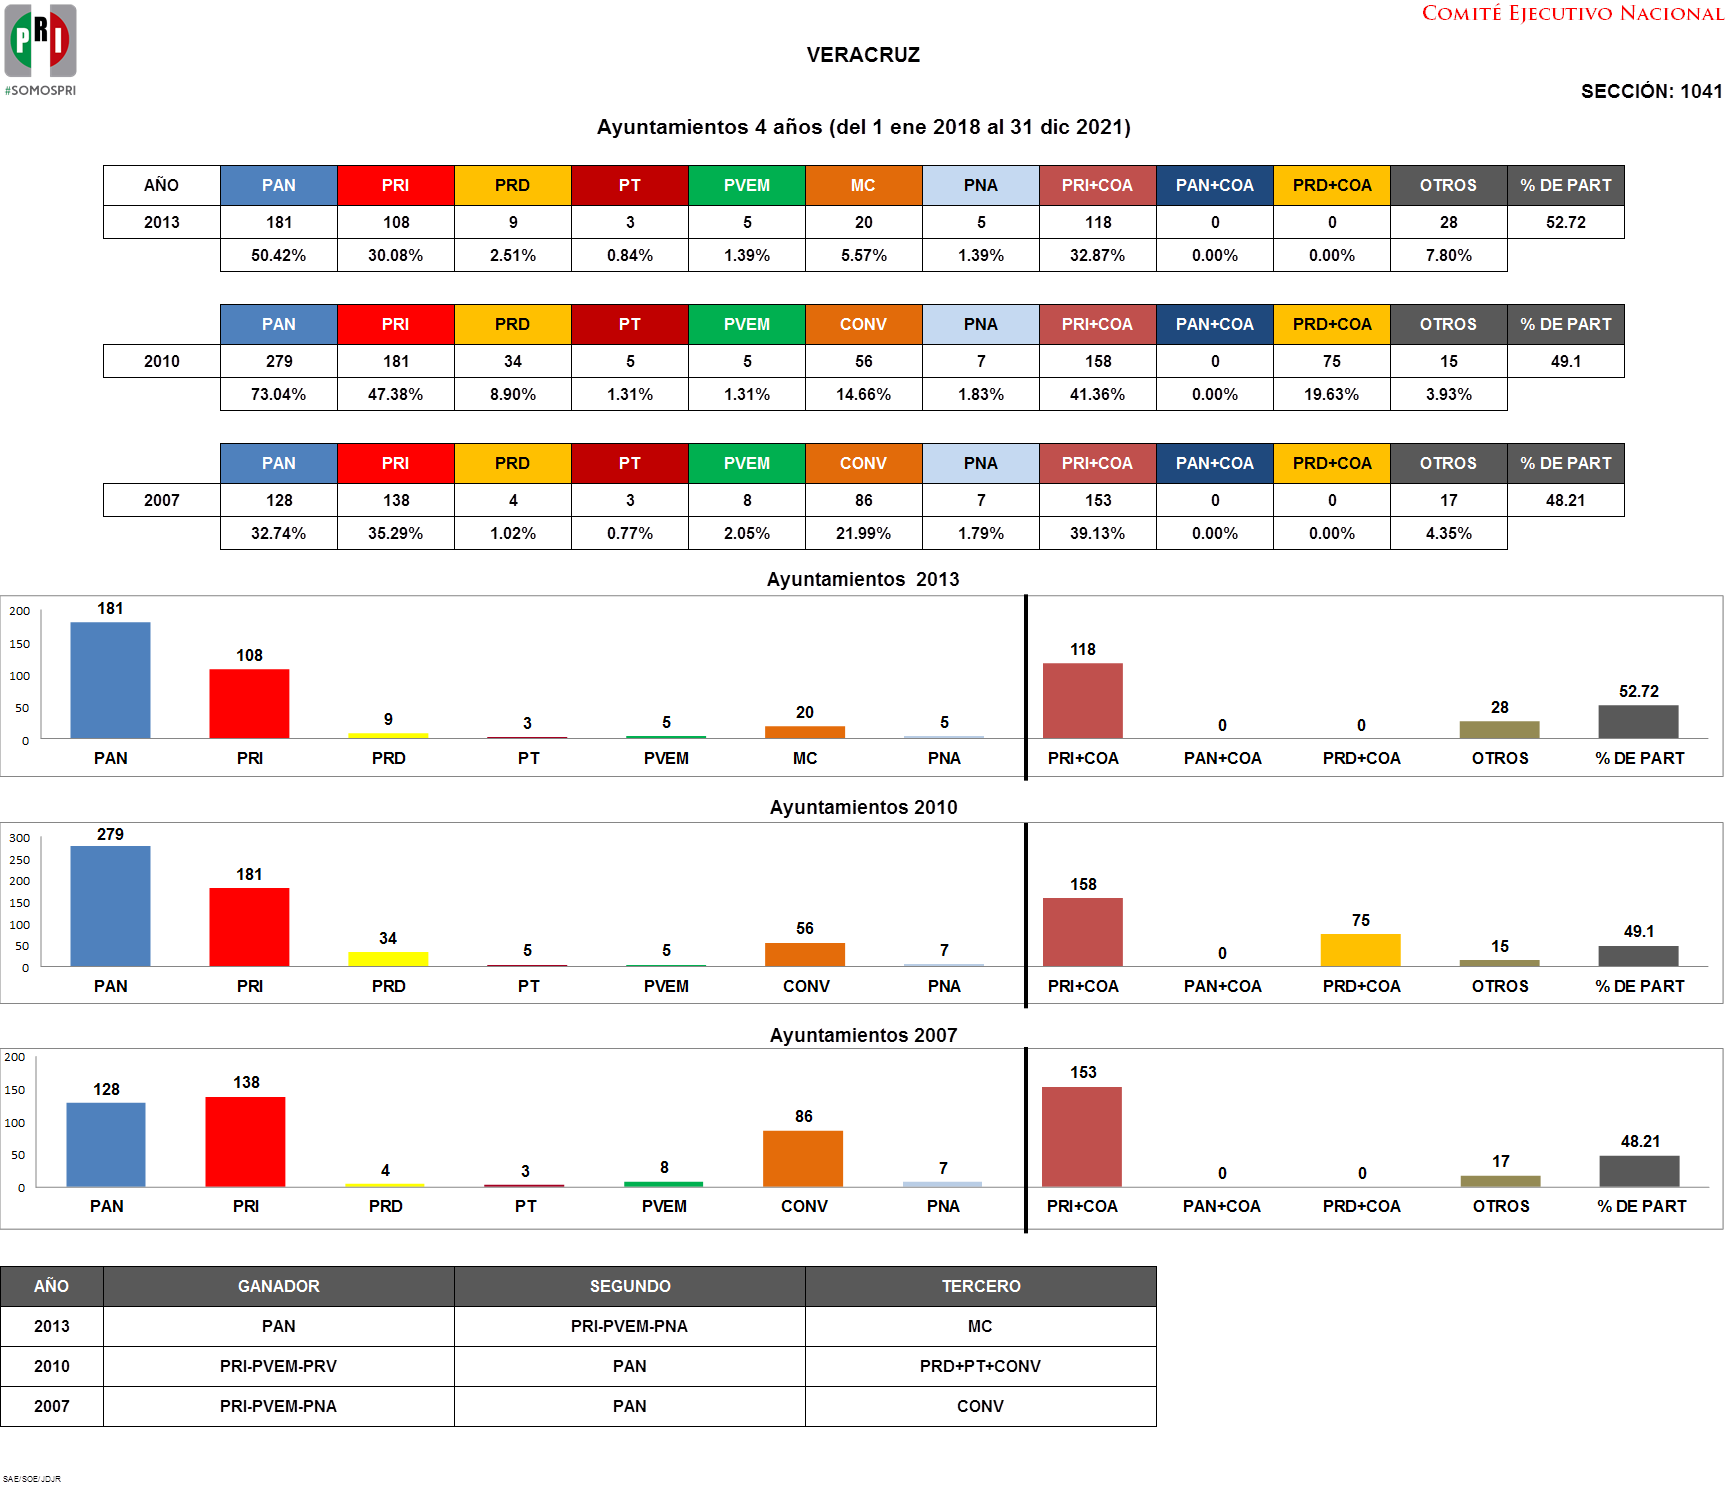 PRI
#SOMOSPRI
COMITÉ EJECUTIVO NACIONAL
VERACRUZ
SECCIÓN: 1041
Ayuntamientos 4 años (del 1 ene 2018 al 31 dic 2021)
AÑO PAN PRI PRD PT PVEM MC PNA PRI+COA PAN+COA PRD+COA OTROS % DE PART
2013 181 108 9 3 5 20 5 118 0 0 28 52.72
50.42% 30.08% 2.51% 0.84% 1.39% 5.57% 1.39% 32.87% 0.00% 0.00% 7.80%
PAN PRI PRD PT PVEM CONV PNA PRI+COA PAN+COA PRD+COA OTROS % DE PART
2010 279 181 34 5 5 56 7 158 0 75 15 49.1
73.04% 47.38% 8.90% 1.31% 1.31% 14.66% 1.83% 41.36% 0.00% 19.63% 3.93%
PAN PRI PRD PT PVEM CONV PNA PRI+COA PAN+COA PRD+COA OTROS % DE PART
2007 128 138 4 3 8 86 7 153 0 0 17 48.21
32.74% 35.29% 1.02% 0.77% 2.05% 21.99% 1.79% 39.13% 0.00% 0.00% 4.35%
Ayuntamientos 2013
200
150
100
50
0
181 108 9 3 5 20 5 118 0 0 28 52.72
PAN PRI PRD PT PVEM MC PNA PRI+COA PAN+COA PRD+COA OTROS % DE PART
Ayuntamientos 2010
300
250
200
150
100
50
0
279 181 34 5 5 56 7 158 0 75 15 49.1
PAN PRI PRD PT PVEM CONV PNA PRI+COA PAN+COA PRD+COA OTROS % DE PART
Ayuntamientos 2007
200
150
100
50
0
128 138 4 3 8 86 7 153 0 0 17 48.21
PAN PRI PRD PT PVEM CONV PNA PRI+COA PAN+COA PRD+COA OTROS % DE PART
AÑO GANADOR SEGUNDO TERCERO
2013 PAN PRI-PVEM-PNA MC
2010 PRI-PVEM-PRV PAN PRD+PT+CONV
2007 PRI-PVEM-PNA PAN CONV
SAE/SOE/JDJR